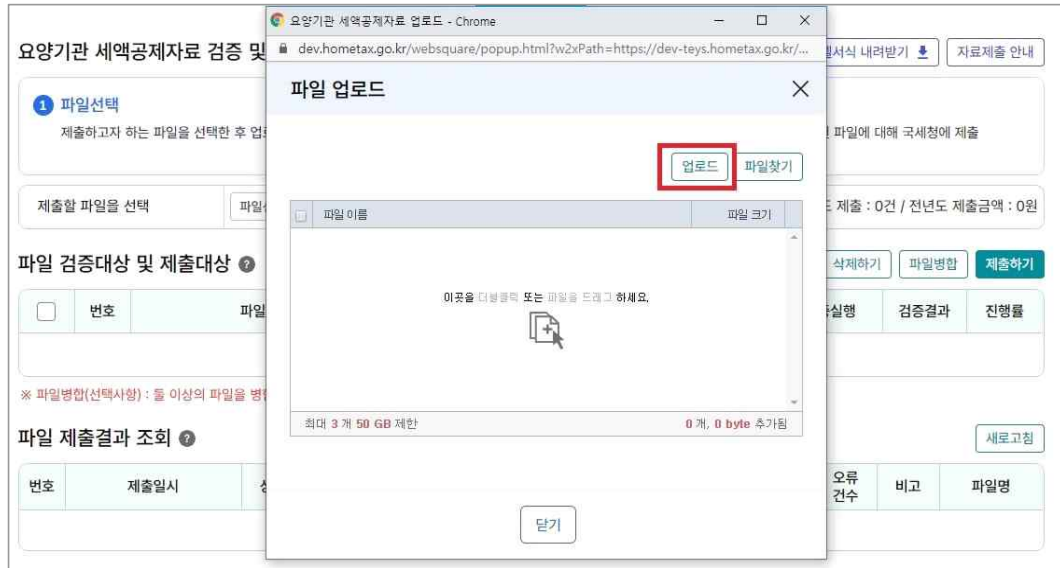 요양기관 세액공제자료 업로드 - Chrome
dev.hometax.go.kr/websquare/popup.html?w2xPath=https://dev-teys.hometax.go.kr/...
요양기관 세액공제자료 검증 및
내려받기
자료제출 안내
파일 업로드
1 파일선택
제출하고자 하는 파일을 선택한 후
파일에 대해 국세청에 제출
업로드
파일찾기
제출할 파일을 선택
제출 : 0건 / 전년도 제출금액 : 0원
파일 이름
파일 크기
파일 검증대상 및 제출대상 ?
삭제하기
파일병합
제출하기
번호
검증결과
진행률
이곳을 더블클릭 또는 파일을 드래그 하세요.
※ 파일병합(선택사항) : 둘 이상의 파일을
최대 3 개 50 GB 제한
0 개, 0 byte 추가됨
파일 제출결과 조회 ?
새로고침
번호
제출일시
오류
건수
비고
파일명
닫기